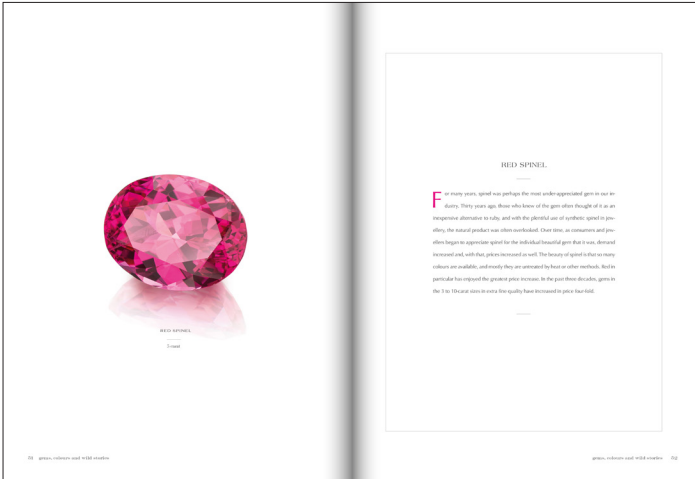 RED SPINEL
5 carat
51 gems, colours and wild stories
RED SPINEL
For many years, spinel was perhaps the most under-appreciated gem in our in-
dustry. Thirty years ago, those who knew of the gem often thought of it as an
inexpensive alternative to ruby, and with the plentiful use of synthetic spinel in jew-
ellery, the natural product was often overlooked. Over time, as consumers and jew-
ellers began to appreciate spinel for the individual beautiful gem that it was, demand
increased and, with that, prices increased as well. The beauty of spinel is that so many
colours are available, and mostly they are untreated by heat or other methods. Red in
particular has enjoyed the greatest price increase. In the past three decades, gems in
the 5 to 10-carat sizes in extra fine quality have increased in price four-fold.
gems, colours and wild stories 52